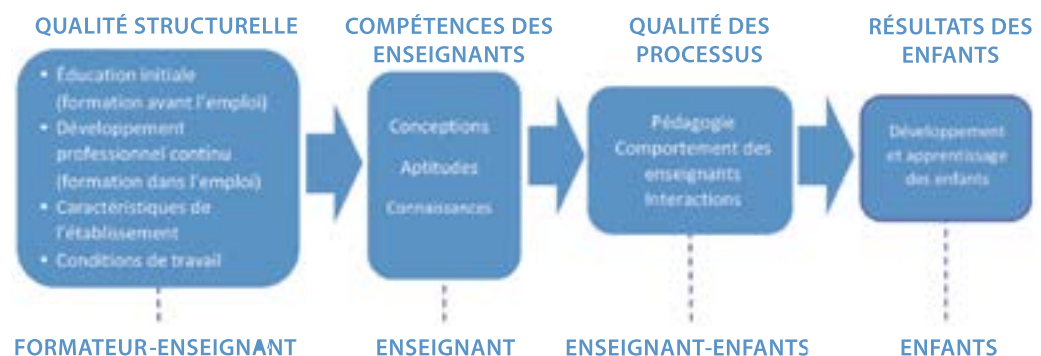 QUALITÉ STRUCTURELLE
• Éducation initiale
(formation avant l'emploi)
• Développement
professionnel continu
(formation dans l'emploi)
• Caractéristiques de
l'établissement
• Conditions de travail
FORMATEUR-ENSEIGNANT
COMPÉTENCES DES
ENSEIGNANTS
Conceptions
Aptitudes
Connaissances
ENSEIGNANT
QUALITÉ DES
PROCESSUS
Pédagogie
Comportement des
enseignants
Interactions
ENSEIGNANT-ENFANTS
RÉSULTATS DES
ENFANTS
Développement
et apprentissage
des enfants
ENFANTS